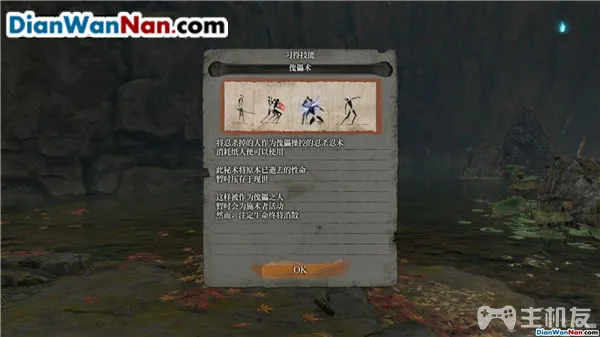 DianWanNan.Com
www.DianWanNan.com
习得技能
傀儡术
将忍杀掉的人作为傀儡操控的忍杀忍术
消耗纸人便可以使用
此秘术将原本已逝去的性命
暂时压存于现世
这样被作为傀儡之人
暂时会为施术者活动
然而,注定生命终将消散
OK
主机友
DianWanNan.Com